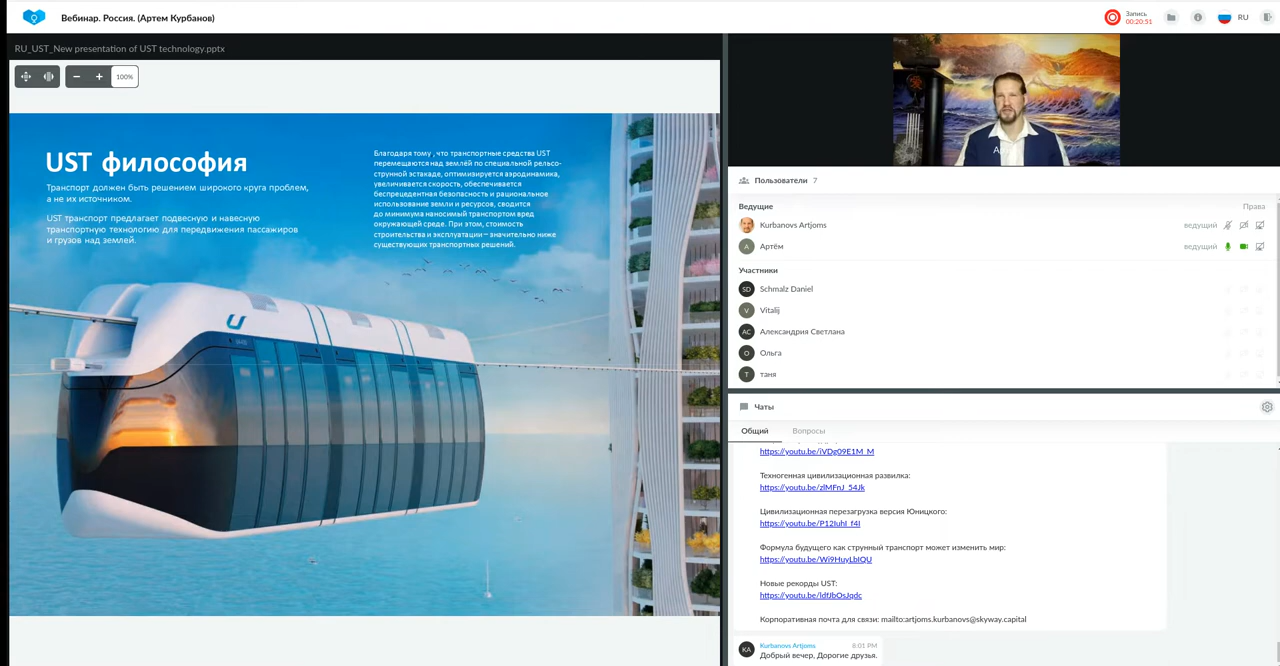 Вебинар. Россия. (Артем Курбанов)
Запись
00:20:51
RU
RU_UST_New presentation of UST technology.pptx
100%
UST философия
Транспорт должен быть решением широкого круга проблем,
а не их источником.
UST транспорт предлагает подвесную и навесную
транспортную технологию для передвижения пассажиров
и грузов над землей.
Благодаря тому , что транспортные средства UST
перемещаются над землёй по специальной рельсо-
струнной эстакаде, оптимизируется аэродинамика,
увеличивается скорость, обеспечивается
беспрецедентная безопасность и рациональное
использование земли и ресурсов, сводится
до минимума наносимый транспортом вред
окружающей среде. При этом, стоимость
строительства и эксплуатации – значительно ниже
существующих транспортных решений.
Пользователи 7
Ведущие
Права
Kurbanovs Artjoms
ведущий
А
Артём
ведущий
Участники
SD
Schmalz Daniel
V
Vitalij
АС
Александрия Светлана
О
Ольга
Т
таня
Чаты
Общий
Вопросы
https://youtu.be/iVDg09E1M_M
Техногенная цивилизационная развилка:
https://youtu.be/zlMFnJ_54Jk
Цивилизационная перезагрузка версия Юницкого:
https://youtu.be/P12IuhI_f4I
Формула будущего как струнный транспорт может изменить мир:
https://youtu.be/Wi9HuyLbIQU
Новые рекорды UST:
https://youtu.be/ldfJbOsJqdc
Корпоративная почта для связи: mailto:artjoms.kurbanovs@skyway.capital
KA
Kurbanovs Artjoms
8:01 PM
Добрый вечер. Дорогие друзья.